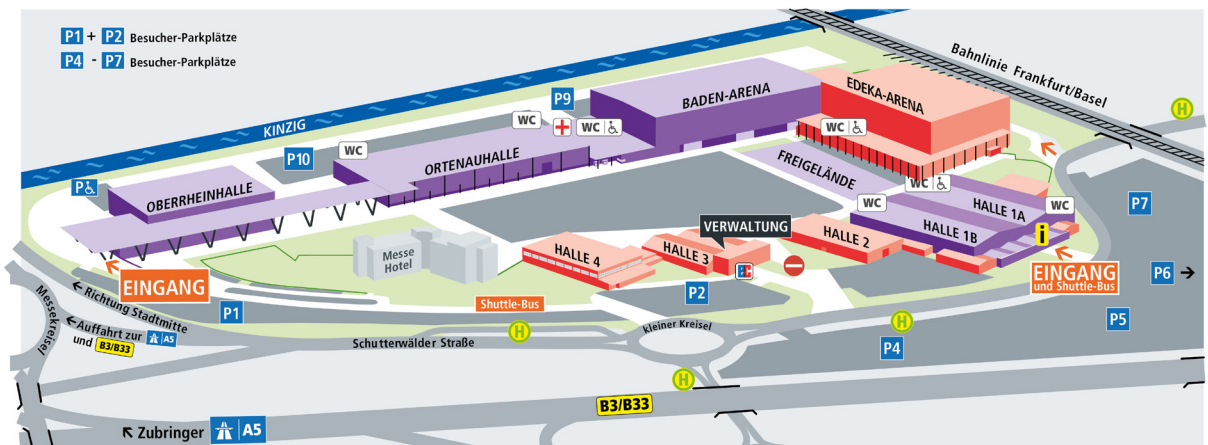 P1 + P2 Besucher-Parkplätze
P4 - P7 Besucher-Parkplätze
Bahnlinie Frankfurt/Basel
H
KINZIG
P9
BADEN-ARENA
EDEKA-ARENA
WC
WC
WC
WC
P10
ORTENAUHALLE
FREIGELÄNDE
P
OBERRHEINHALLE
WC
P7
WC
WC
HALLE 1A
HALLE 1B
i
VERWALTUNG
HALLE 2
HALLE 3
HALLE 4
Messe
Hotel
EINGANG
EINGANG
und Shuttle-Bus
P6
P2
Shuttle-Bus
P1
Richtung Stadtmitte
Messekreisel
Auffahrt zur A5
und B3/B33
Schutterwälder Straße
H
kleiner Kreisel
H
P5
P4
H
B3/B33
Zubringer A5